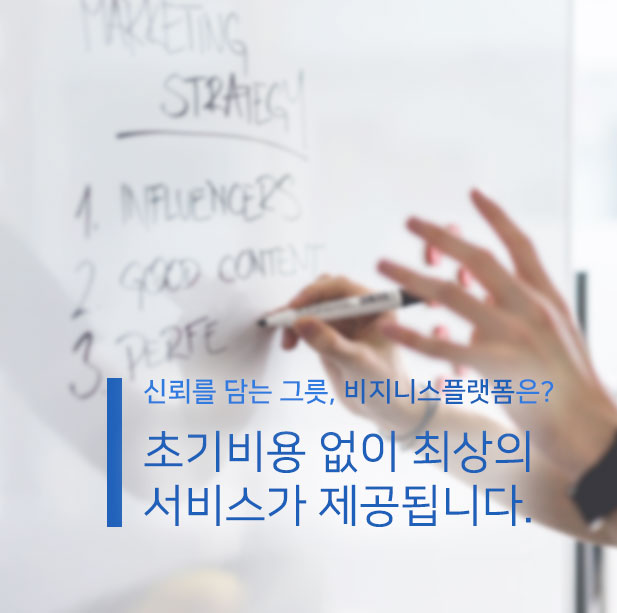 MARKETING
STRATEGY
1. INFLUENCERS
2 GOOD CONTENT
3. PERFE
신뢰를 담는 그릇, 비지니스플랫폼은?
초기비용 없이 최상의
서비스가 제공됩니다.